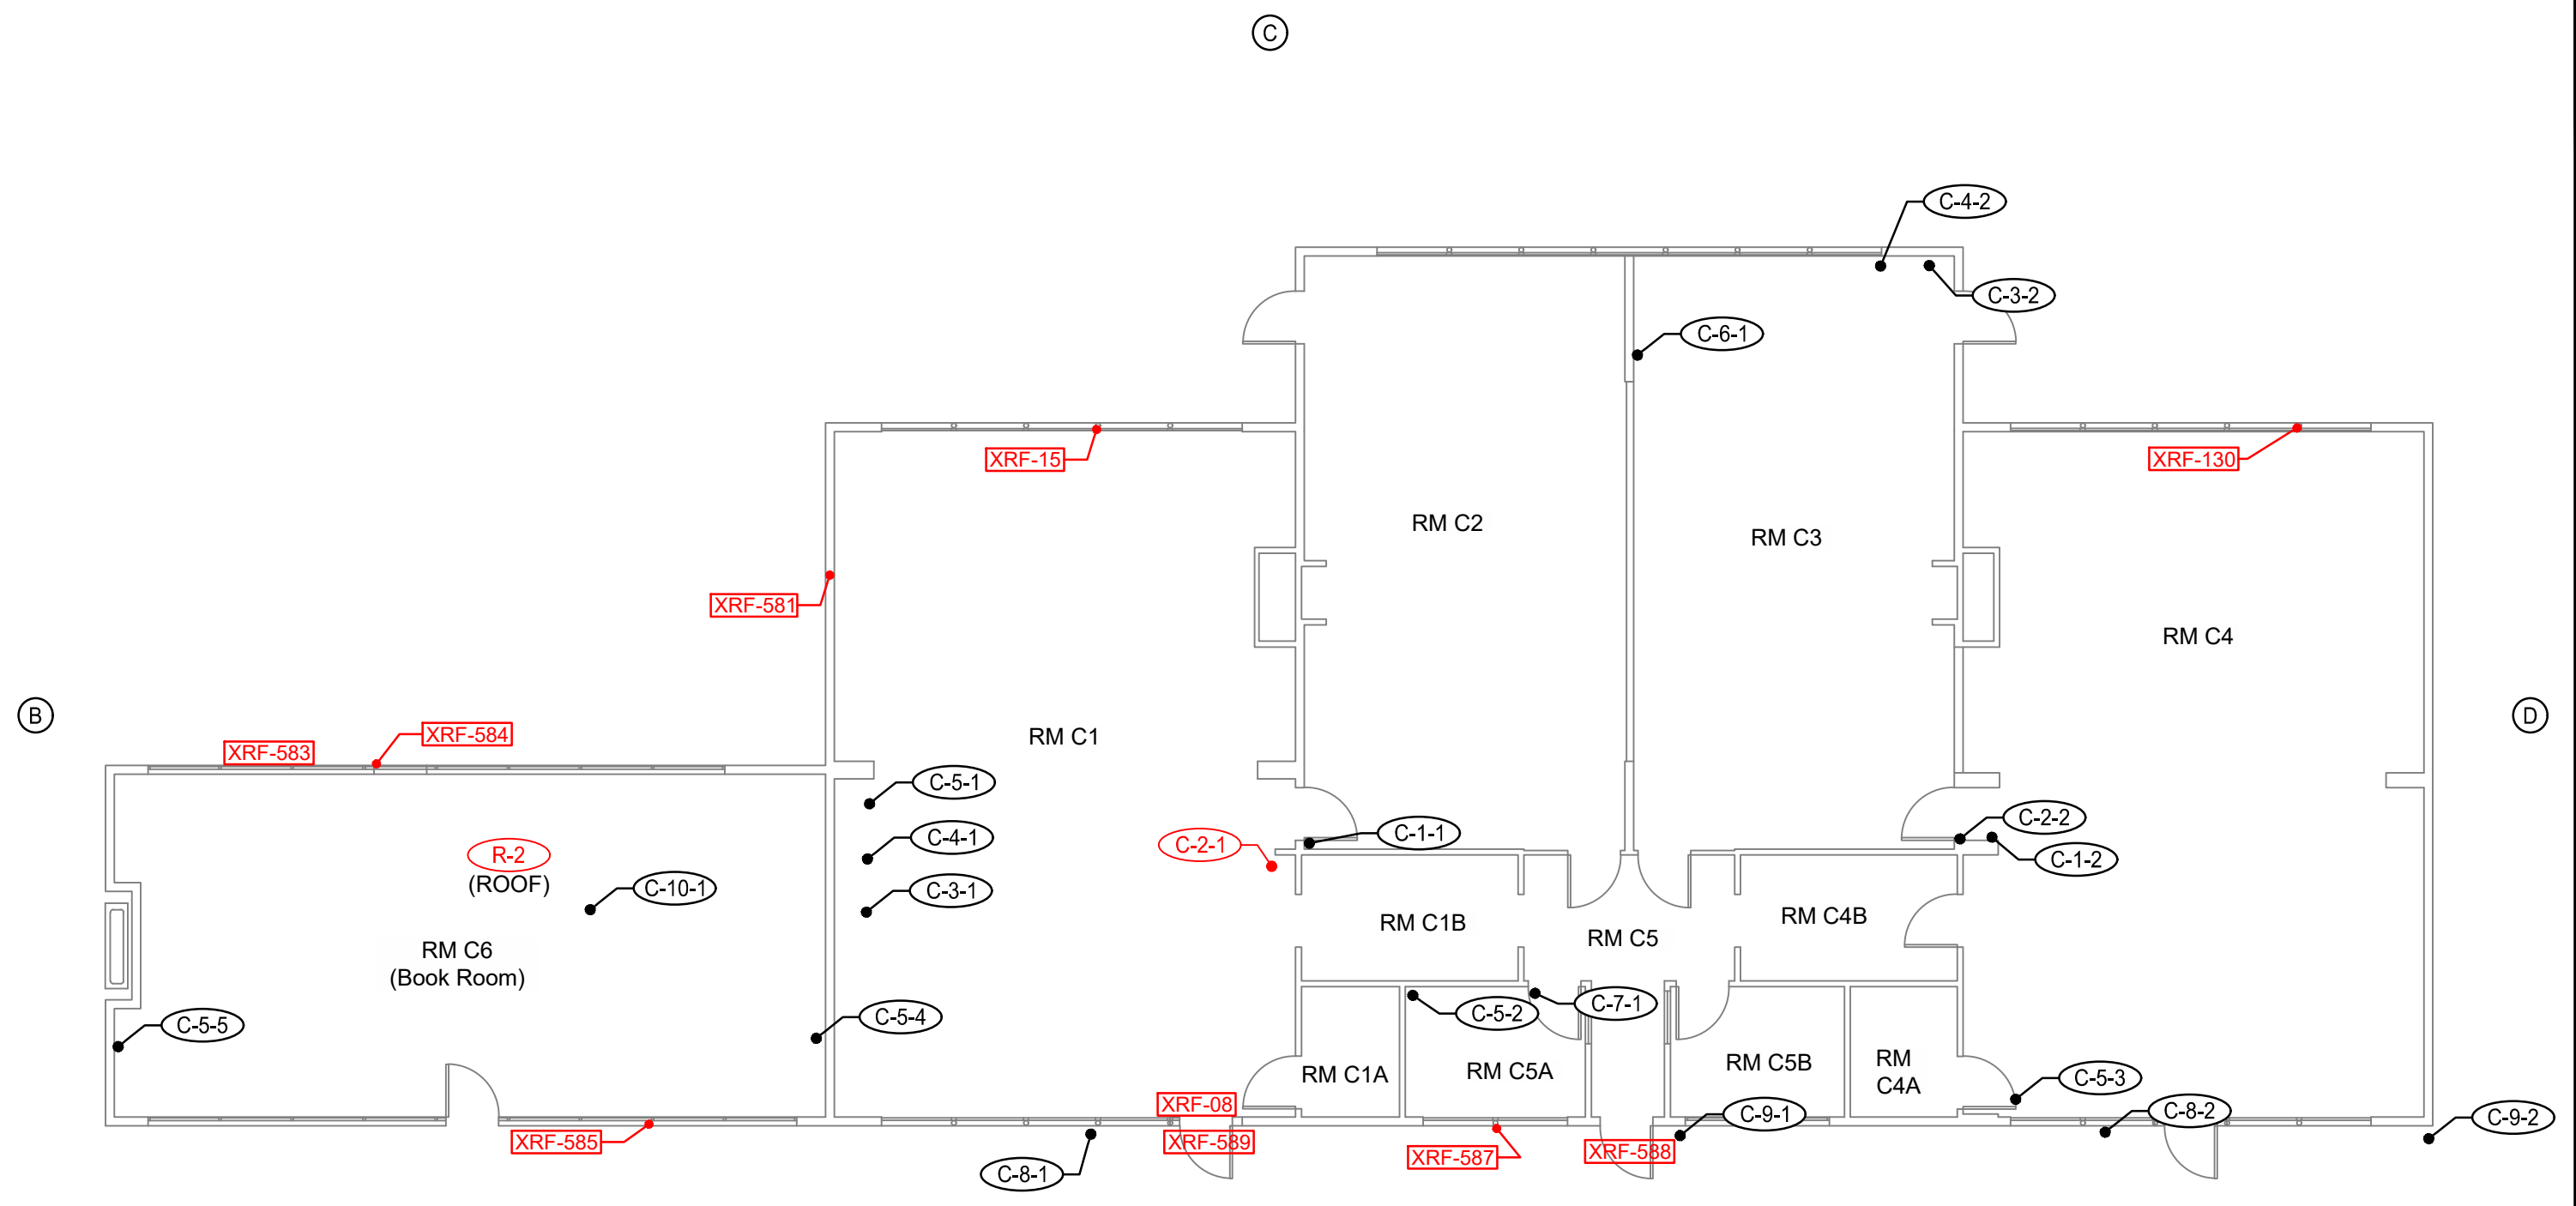 C
C-4-2
C-3-2
C-6-1
XRF-15
XRF-130
RM C2
RM C3
XRF-581
RM C4
B
D
XRF-584
XRF-583
RM C1
C-5-1
C-4-1
C-2-1
C-1-1
C-2-2
C-1-2
R-2
(ROOF)
C-10-1
C-3-1
RM C1B
RM C5
RM C4B
RM C6
(Book Room)
C-5-5
C-5-4
C-5-2
C-7-1
RM C1A
RM C5A
RM C5B
RM
C4A
C-5-3
XRF-08
C-9-1
C-8-2
C-9-2
XRF-585
XRF-589
XRF-587
XRF-588
C-8-1